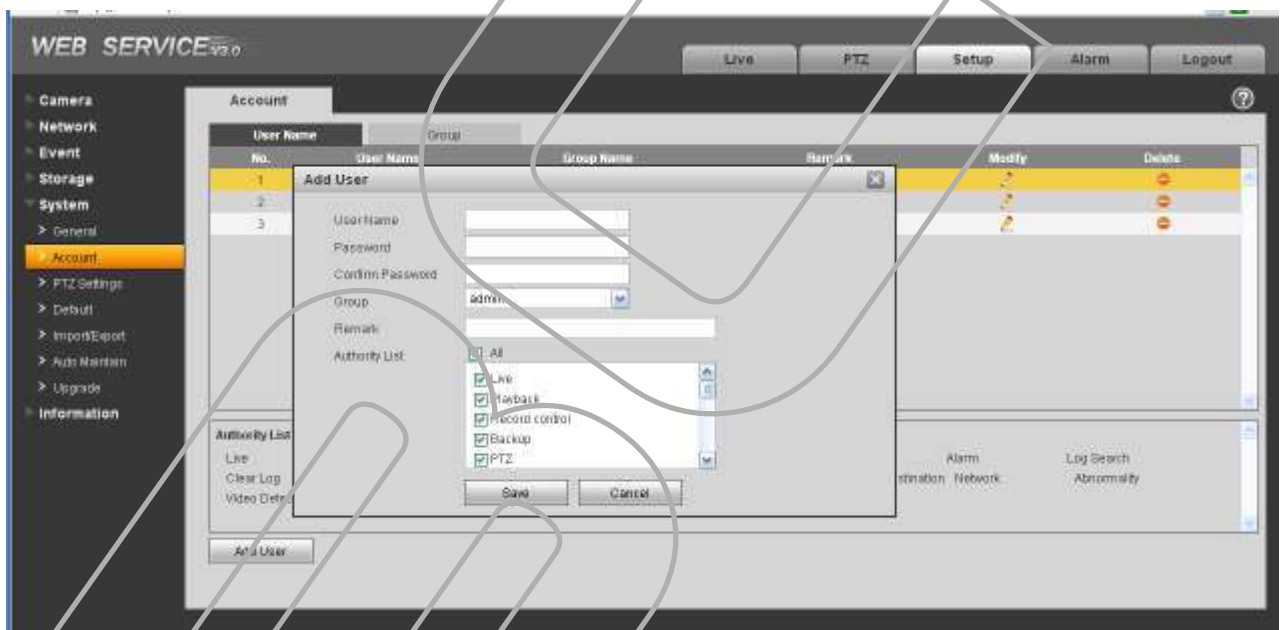 WEB SERVICE V3.0
Live PTZ Setup Alarm Logout
Camera
Network
Event
Storage
System
> General
Account
> PTZ Settings
> Default
> Import/Export
> Auto Maintain
> Upgrade
Information
Account
User Name Group
No. User Name Group Name Remark Modify Delete
1
2
3
Add User
User Name
Password
Confirm Password
Group admin
Remark
Authority List All
Live
Playback
Record control
Backup
PTZ
Save Cancel
Authority List
Live Alarm Log Search
Clear Log Network Abnormality
Video
Add User